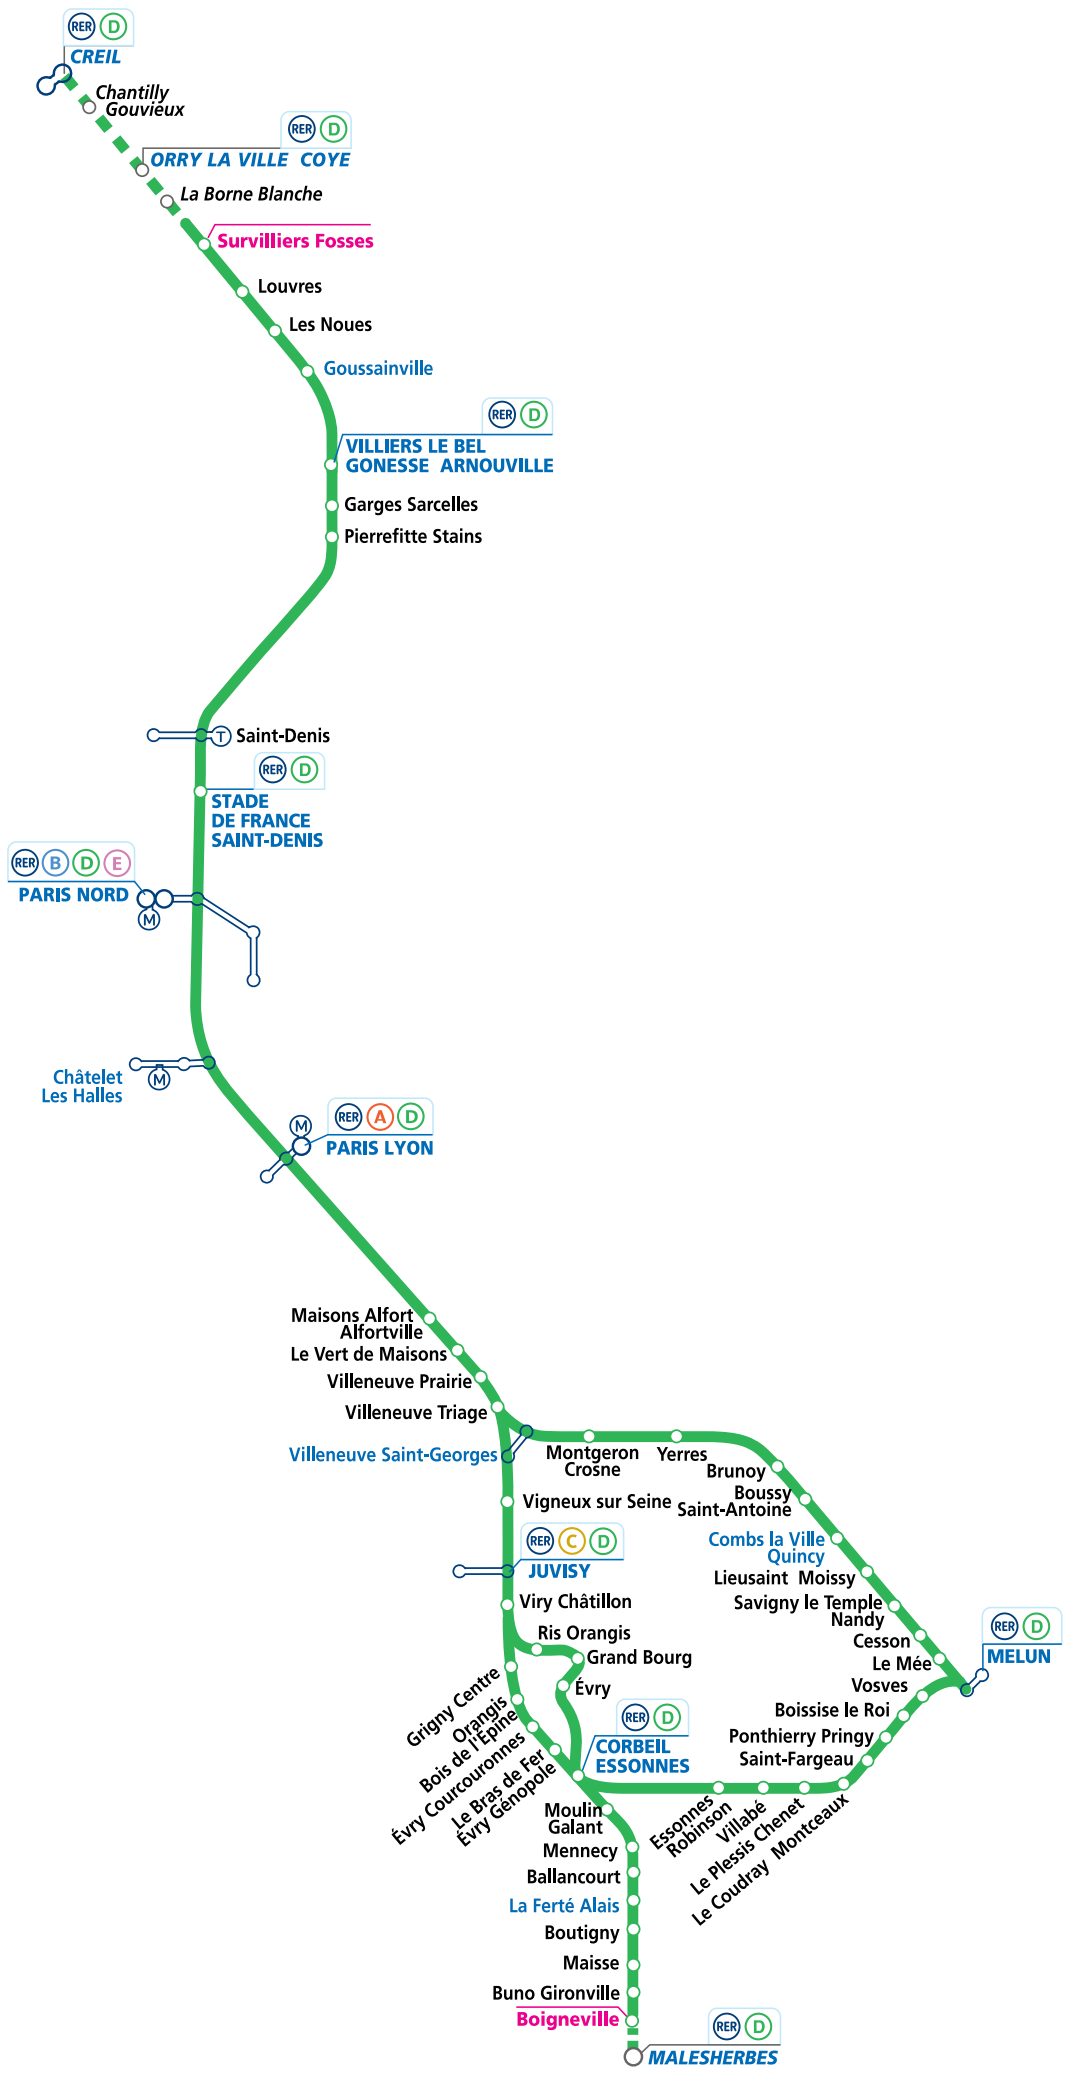 RER D
CREIL
Chantilly
Gouvieux
RER D
ORRY LA VILLE COYE
La Borne Blanche
Survilliers Fosses
Louvres
Les Noues
Goussainville
RER D
VILLIERS LE BEL
GONESSE ARNOUVILLE
Garges Sarcelles
Pierrefitte Stains
T Saint-Denis
RER D
STADE
DE FRANCE
SAINT-DENIS
RER B D E
PARIS NORD
M
Châtelet
Les Halles
M
M
RER A D
PARIS LYON
Maisons Alfort
Alfortville
Le Vert de Maisons
Villeneuve Prairie
Villeneuve Triage
Villeneuve Saint-Georges
Montgeron
Crosne
Yerres
Brunoy
Boussy
Saint-Antoine
Combs la Ville
Quincy
Lieusaint Moissy
Savigny le Temple
Nandy
Cesson
Le Mée
RER D
MELUN
Vosves
Boissise le Roi
Ponthierry Pringy
Saint-Fargeau
Vigneux sur Seine
RER C D
JUVISY
Viry Châtillon
Ris Orangis
Grand Bourg
Évry
Grigny Centre
Orangis
Bois de l'Épine
Évry Courcouronnes
Le Bras de Fer
Évry Génopole
RER D
CORBEIL
ESSONNES
Essonnes
Robinson
Villabé
Le Plessis Chenet
Le Coudray Montceaux
Moulin
Galant
Mennecy
Ballancourt
La Ferté Alais
Boutigny
Maisse
Buno Gironville
Boigneville
RER D
MALESHERBES